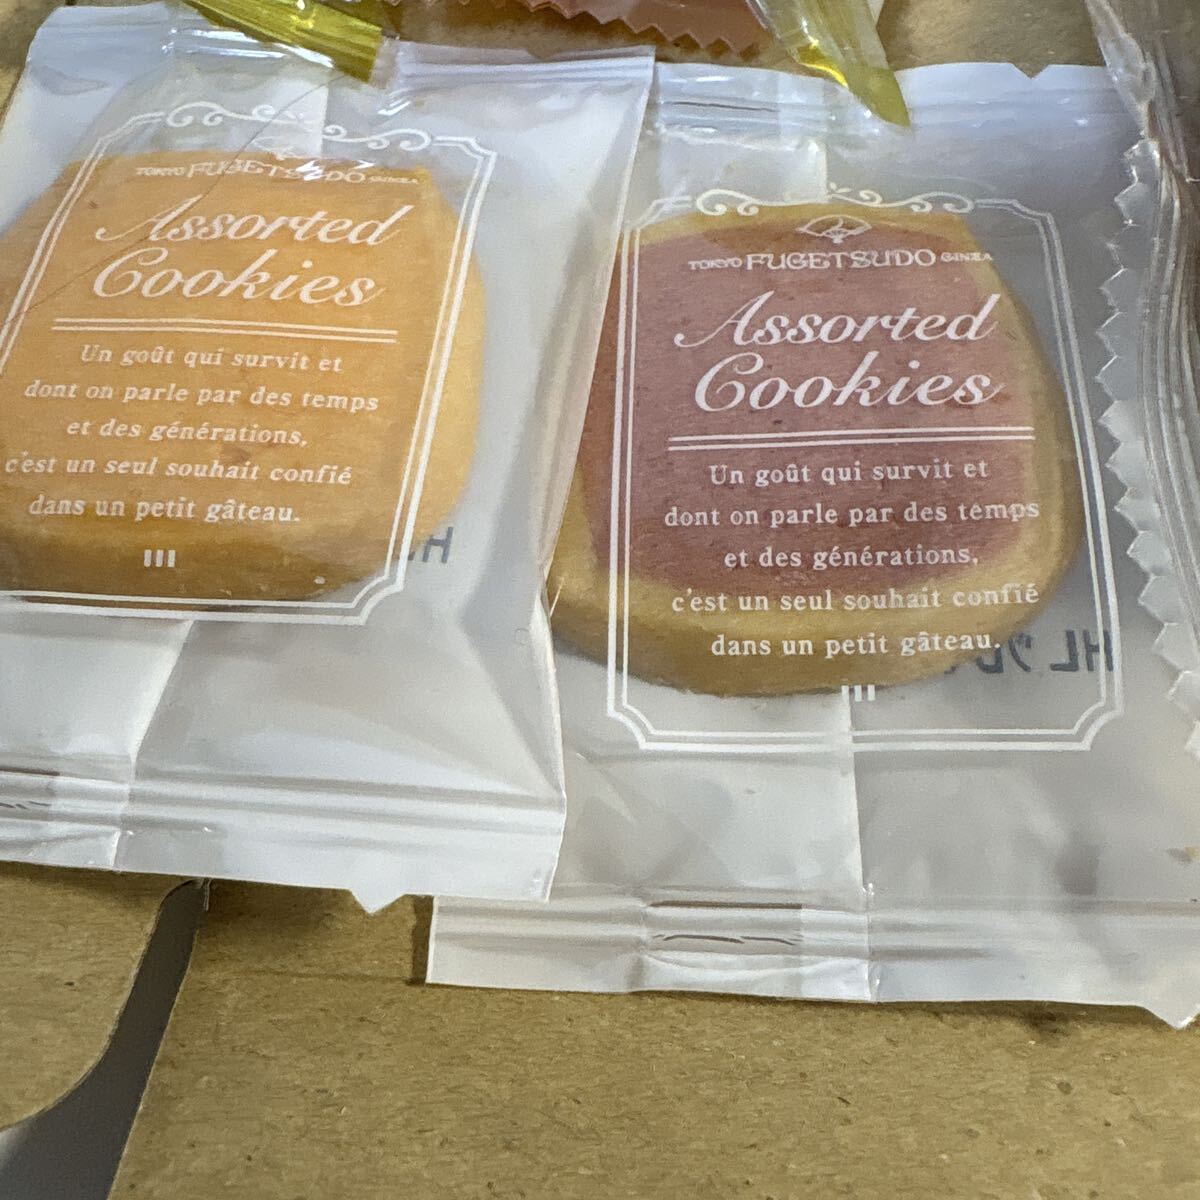 TOKYO FUGETSUDO GINZA
Assorted
Cookies
Un goût qui survit et
dont on parle par des temps
et des générations,
c'est un seul souhait confié
dans un petit gâteau.
TOKYO FUGETSUDO GINZA
Assorted
Cookies
Un goût qui survit et
dont on parle par des temps
et des générations,
c'est un seul souhait confié
dans un petit gâteau.